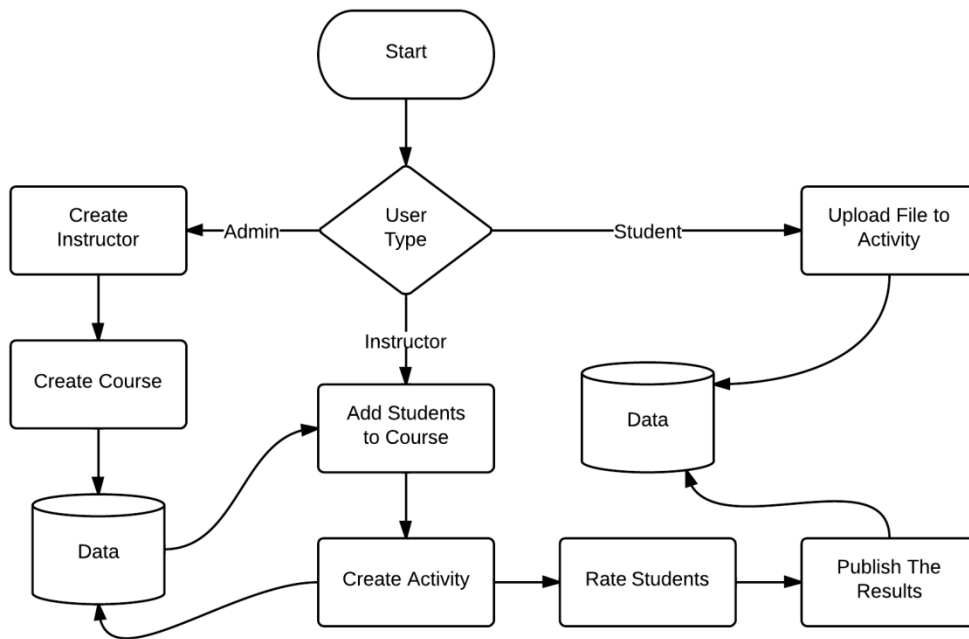 Start
User
Type
Admin
Student
Instructor
Create
Instructor
Upload File to
Activity
Create Course
Add Students
to Course
Data
Data
Create Activity
Rate Students
Publish The
Results